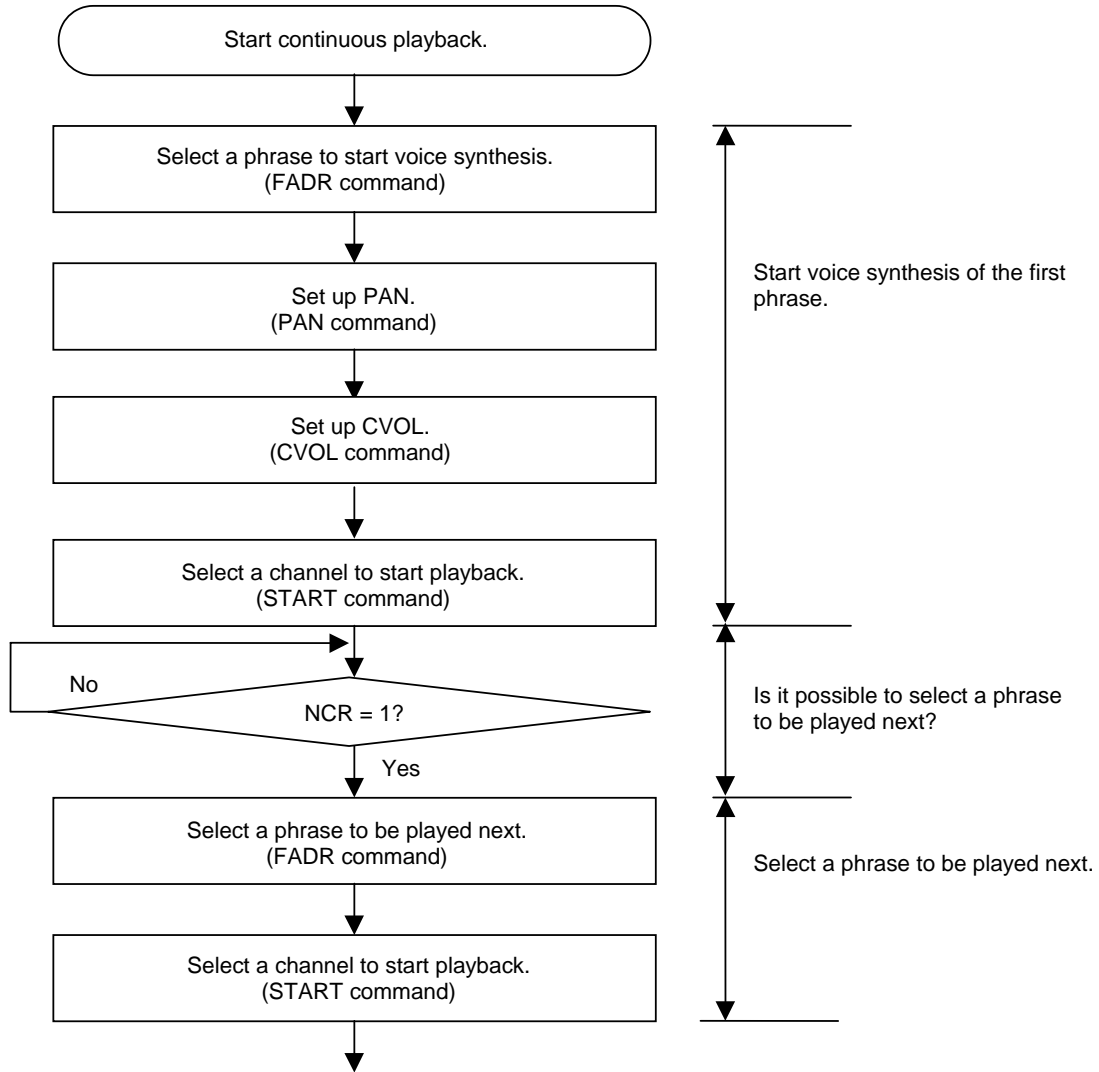 Start continuous playback.
Select a phrase to start voice synthesis.
(FADR command)
Set up PAN.
(PAN command)
Start voice synthesis of the first
phrase.
Set up CVOL.
(CVOL command)
Select a channel to start playback.
(START command)
No
NCR = 1?
Yes
Is it possible to select a phrase
to be played next?
Select a phrase to be played next.
(FADR command)
Select a phrase to be played next.
Select a channel to start playback.
(START command)